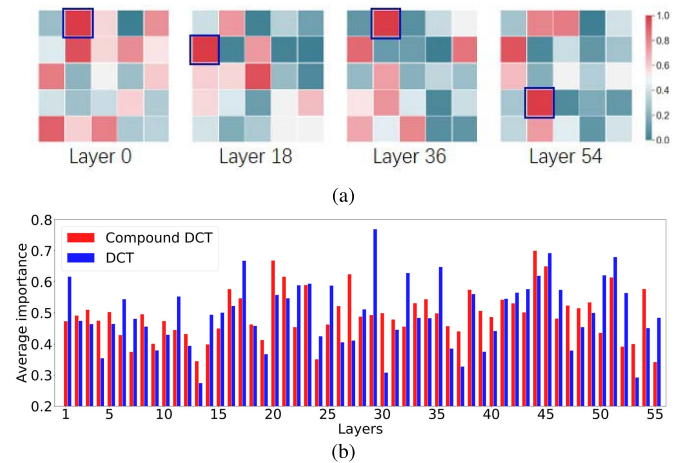 1.0
0.8
0.6
0.4
0.2
0.0
Layer 0
Layer 18
Layer 36
Layer 54
(a)
0.8
0.7
0.6
0.5
0.4
0.3
0.2
Average importance
Compound DCT
DCT
1 5 10 15 20 25 30 35 40 45 50 55
Layers
(b)